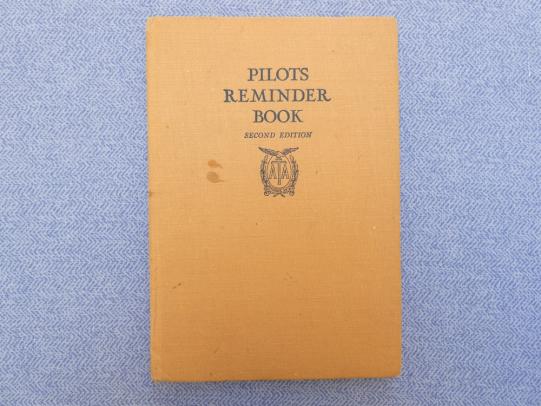 PILOTS
REMINDER
BOOK
SECOND EDITION
ATA